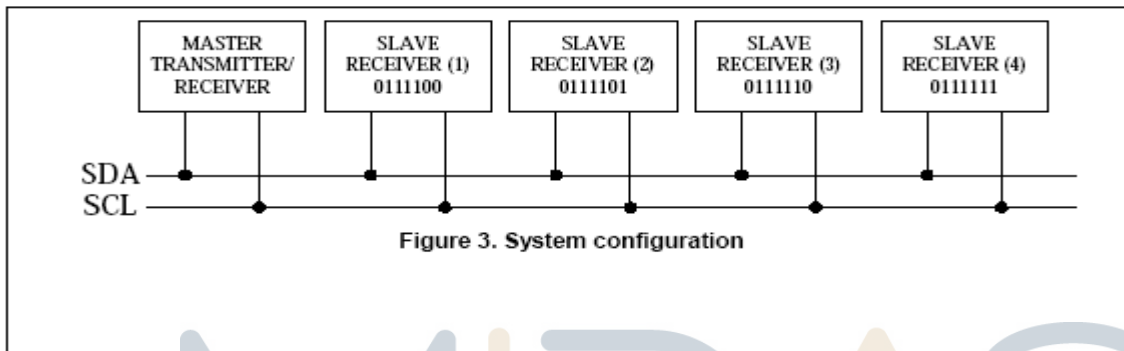 MASTER
TRANSMITTER/
RECEIVER
SLAVE
RECEIVER (1)
0111100
SLAVE
RECEIVER (2)
0111101
SLAVE
RECEIVER (3)
0111110
SLAVE
RECEIVER (4)
0111111
SDA
SCL
Figure 3. System configuration